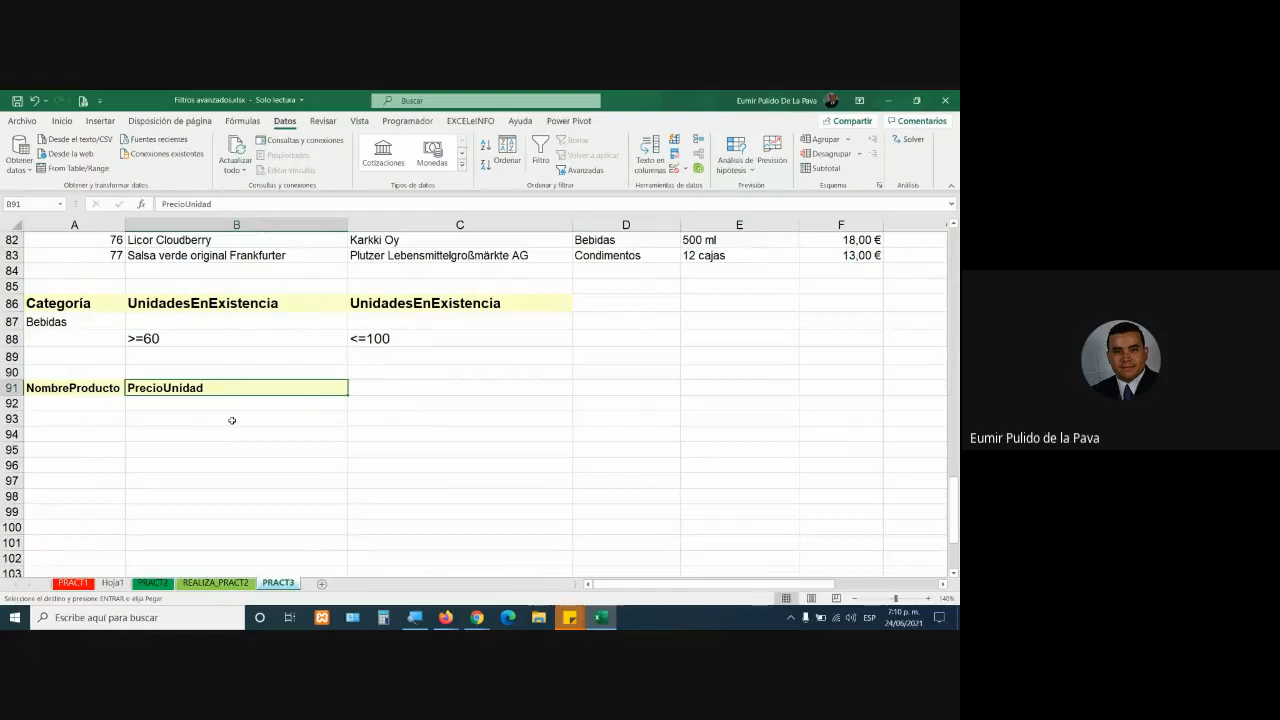 Filtros avanzados.xlsx - Solo lectura
Buscar
Eumir Pulido De La Pava
Archivo Inicio Insertar Disposición de página Fórmulas Datos Revisar Vista Programador EXCELeINFO Ayuda Power Pivot
Compartir Comentarios
Obtener datos
Desde el texto/CSV
Desde la web
From Table/Range
Fuentes recientes
Conexiones existentes
Obtener y transformar datos
Actualizar todo
Consultas y conexiones
Propiedades
Editar vínculos
Consultas y conexiones
Cotizaciones
Monedas
Tipos de datos
Ordenar
Filtro
Borrar
Volver a aplicar
Avanzadas
Ordenar y filtrar
Texto en columnas
Herramientas de datos
Análisis de hipótesis
Previsión
Previsión
Agrupar
Desagrupar
Subtotal
Esquema
Solver
Análisis
B91
PrecioUnidad
A B C D E F
82 76 Licor Cloudberry Karkki Oy Bebidas 500 ml 18,00 €
83 77 Salsa verde original Frankfurter Plutzer Lebensmittelgroßmärkte AG Condimentos 12 cajas 13,00 €
84
85
86 Categoría UnidadesEnExistencia UnidadesEnExistencia
87 Bebidas
88 >=60 <=100
89
90
91 NombreProducto PrecioUnidad
92
93
94
95
96
97
98
99
100
101
102
103
PRACT1 Hoja1 PRACT2 REALIZA_PRACT2 PRACT3
Seleccione el destino y presione ENTRAR o elija Pegar
140%
Escribe aquí para buscar
ESP
7:10 p. m.
24/06/2021
Eumir Pulido de la Pava